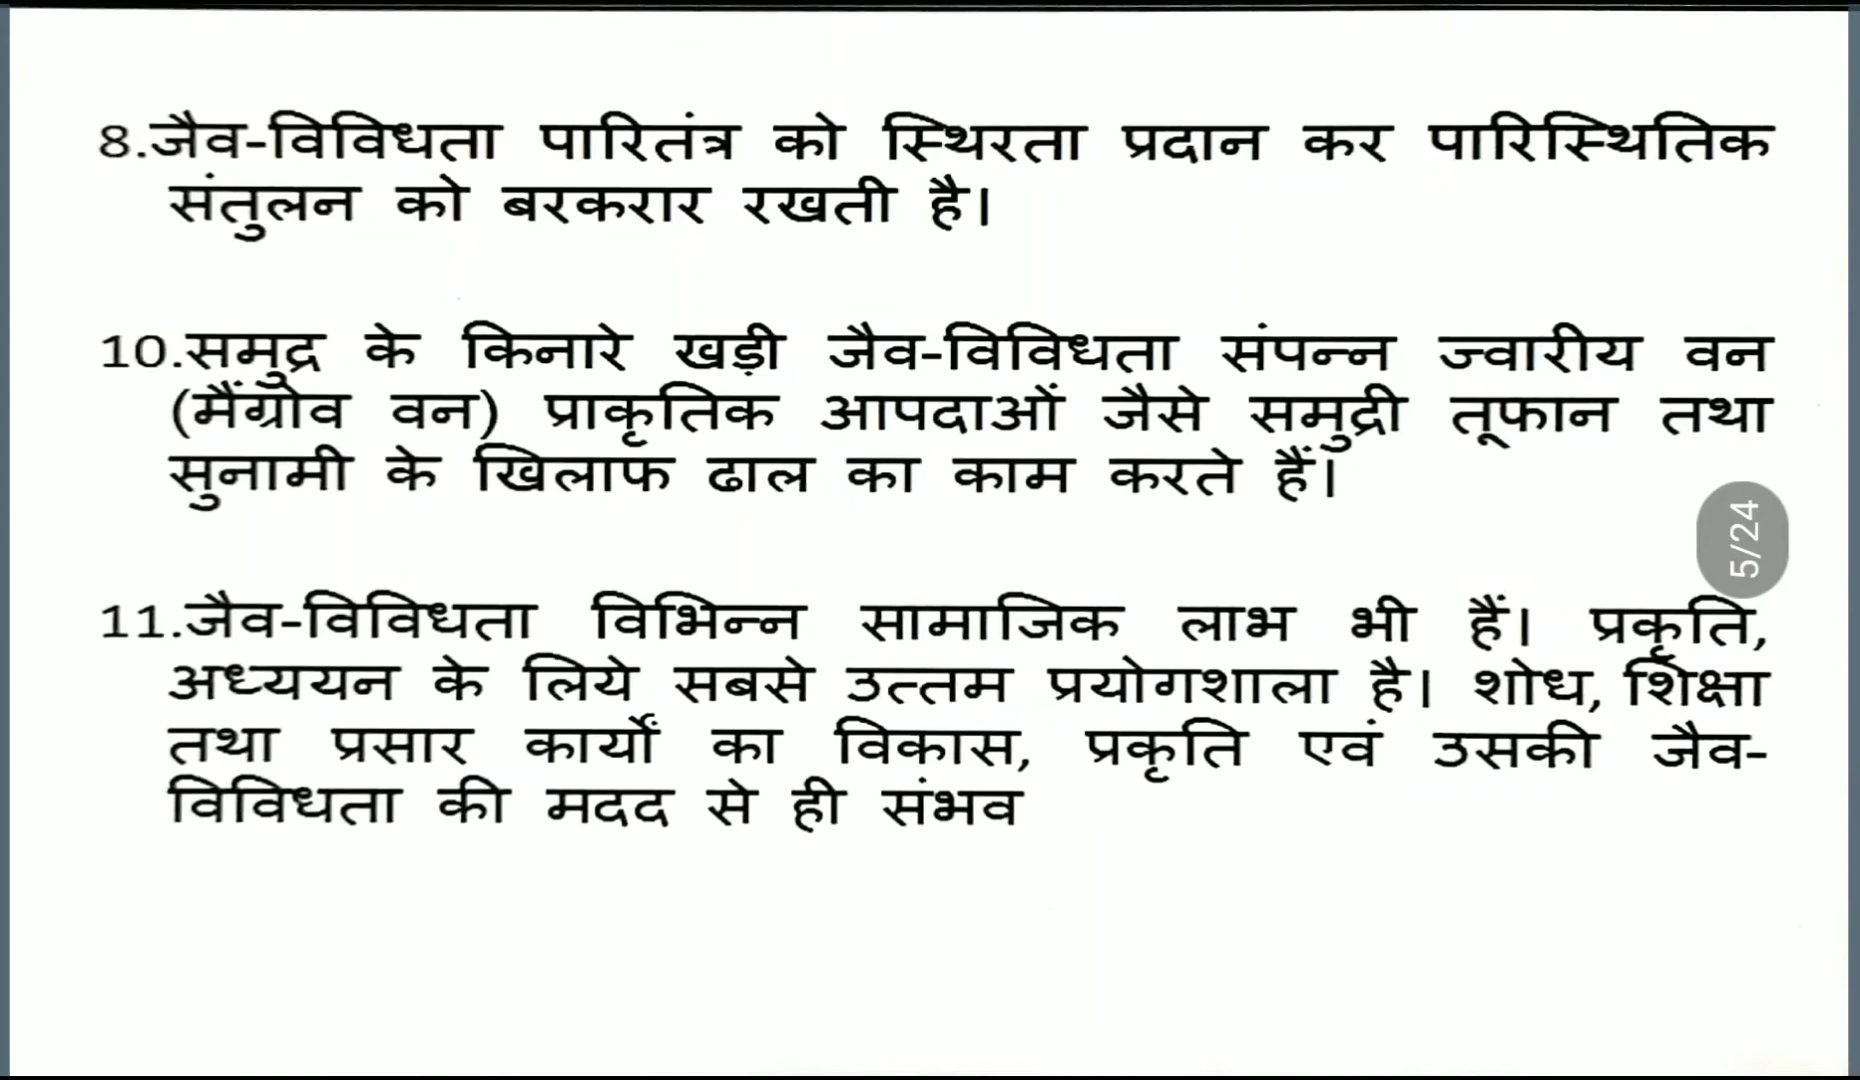 8.जैव-विविधता पारितंत्र को स्थिरता प्रदान कर पारिस्थितिक
संतुलन को बरकरार रखती है।
10.समुद्र के किनारे खड़ी जैव-विविधता संपन्न ज्वारीय वन
(मैंग्रोव वन) प्राकृतिक आपदाओं जैसे समुद्री तूफान तथा
सुनामी के खिलाफ ढाल का काम करते हैं।
5/24
11.जैव-विविधता विभिन्न सामाजिक लाभ भी हैं। प्रकृति,
अध्ययन के लिये सबसे उत्तम प्रयोगशाला है। शोध, शिक्षा
तथा प्रसार कार्यों का विकास, प्रकृति एवं उसकी जैव-
विविधता की मदद से ही संभव